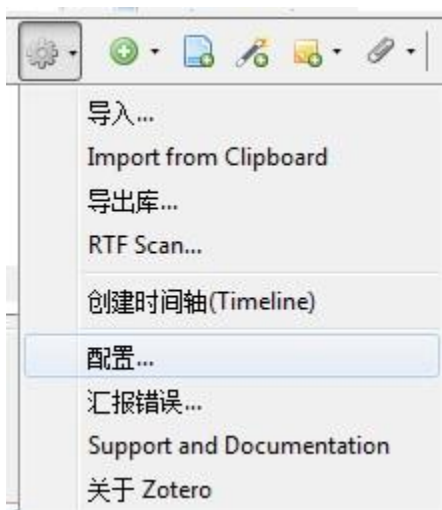 导入...
Import from Clipboard
导出库...
RTF Scan...
创建时间轴(Timeline)
配置...
汇报错误...
Support and Documentation
关于 Zotero